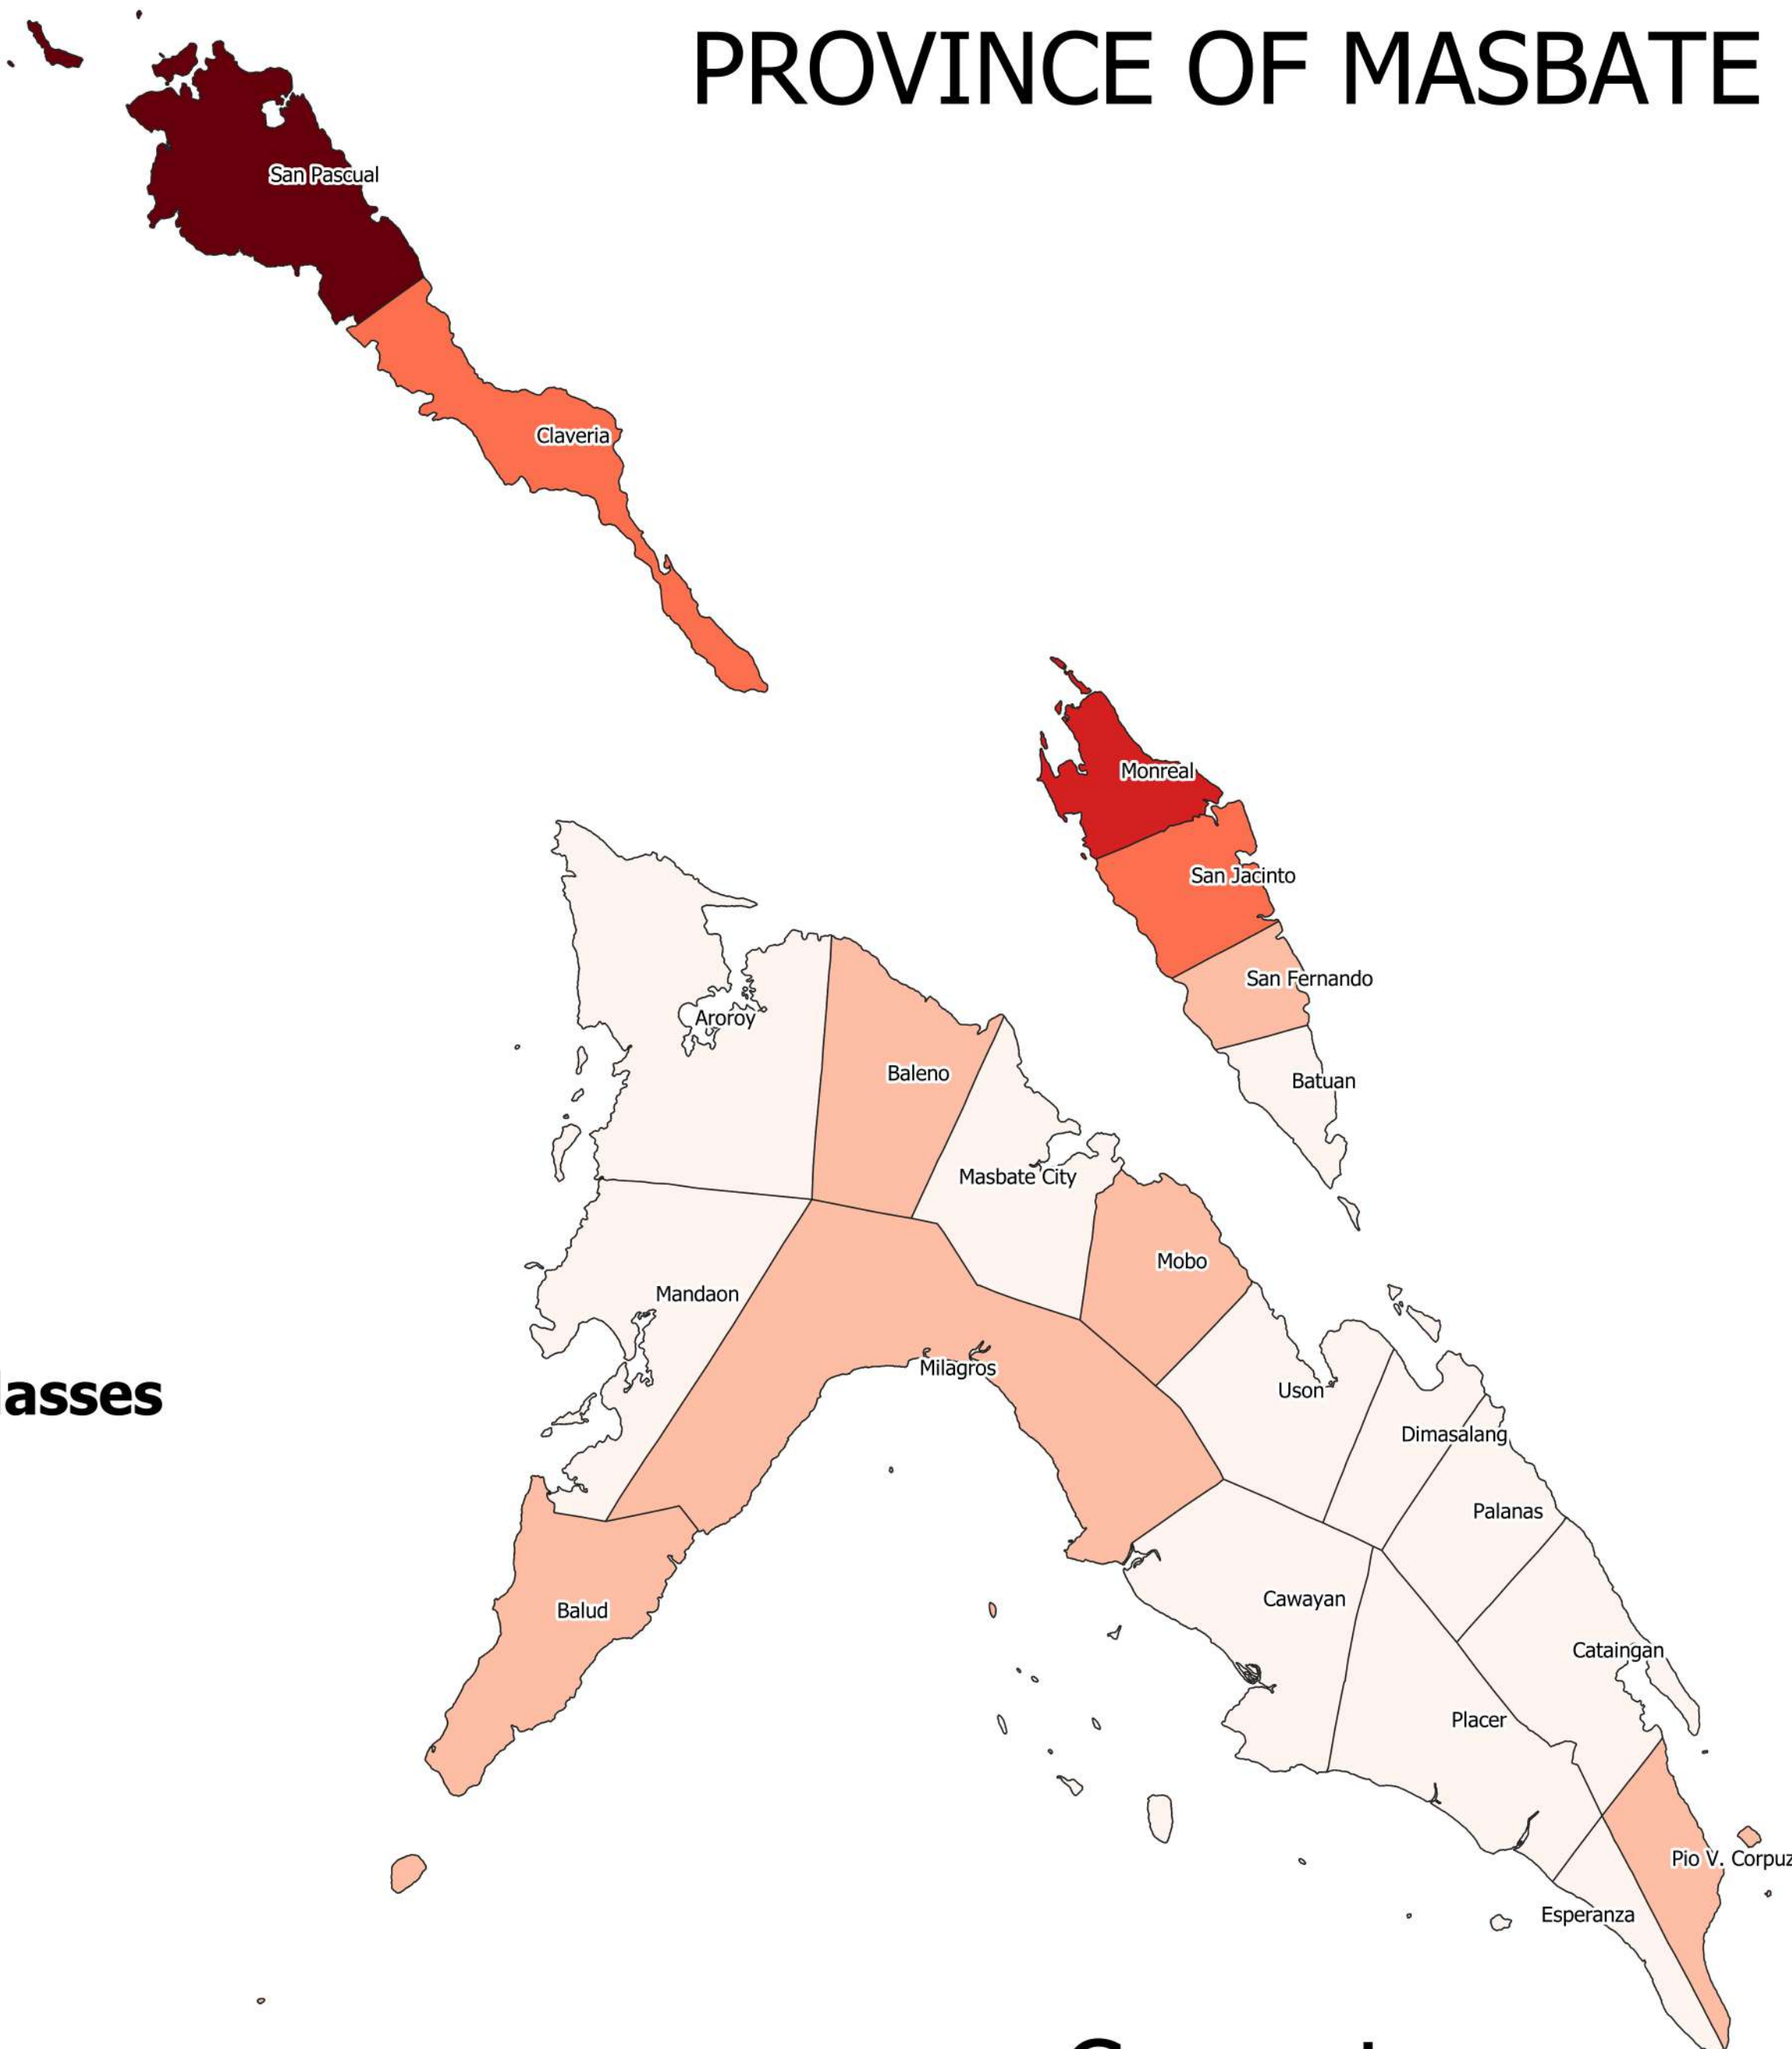 PROVINCE OF MASBATE
San Pascual
Claveria
Monreal
San Jacinto
San Fernando
Aroroy
Baleno
Batuan
Masbate City
Mobo
Mandaon
Milagros
Uson
Dimasalang
Palanas
Cawayan
Balud
Cataingan
Placer
Pio V. Corpuz
Esperanza
lasses